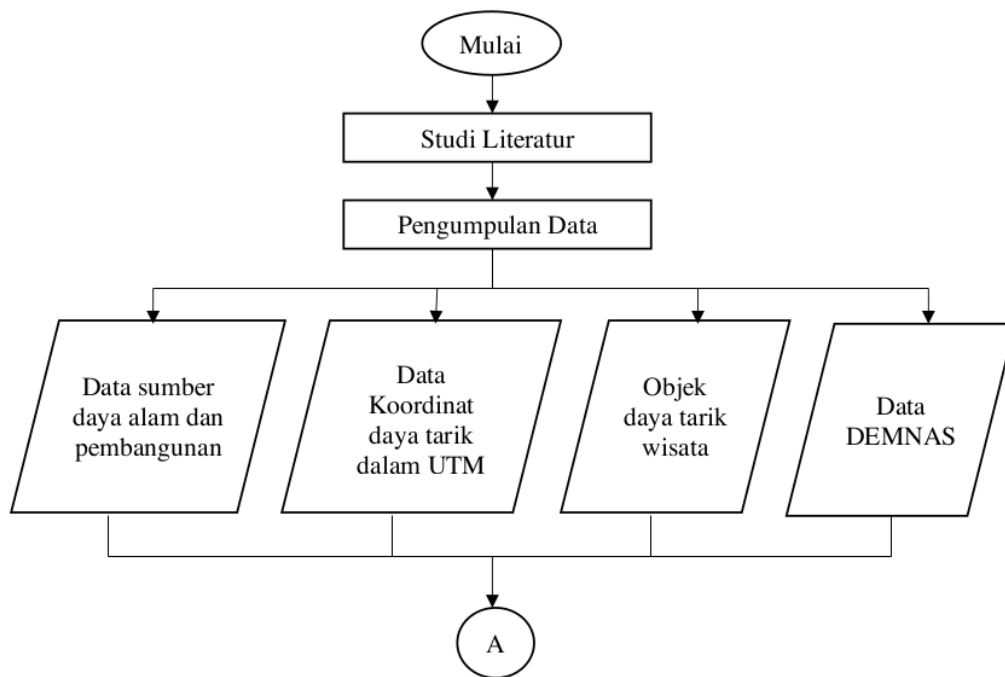 Mulai
Studi Literatur
Pengumpulan Data
Data sumber
daya alam dan
pembangunan
Data
Koordinat
daya tarik
dalam UTM
Objek
daya tarik
wisata
Data
DEMNAS
A